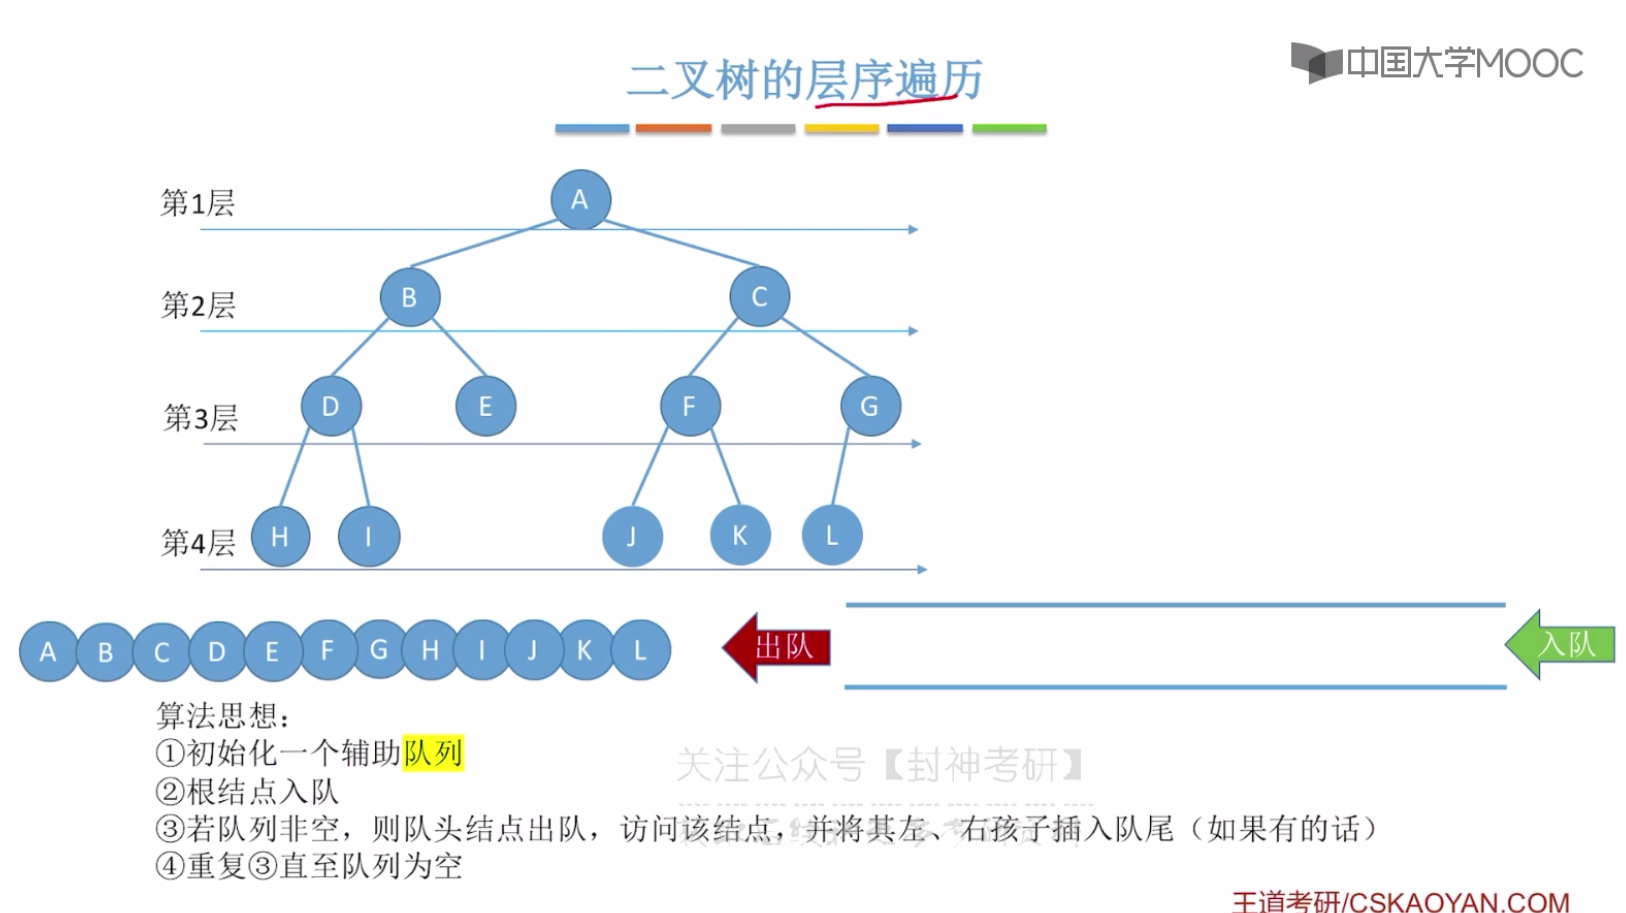 二叉树的层序遍历
中国大学MOOC
第1层
A
第2层
B C
第3层
D E F G
第4层
H I J K L
A B C D E F G H I J K L
出队
入队
算法思想：
①初始化一个辅助队列
②根结点入队
③若队列非空，则队头结点出队，访问该结点，并将其左、右孩子插入队尾（如果有的话）
④重复③直至队列为空
关注公众号【封神考研】
王道考研/CSKAOYAN.COM